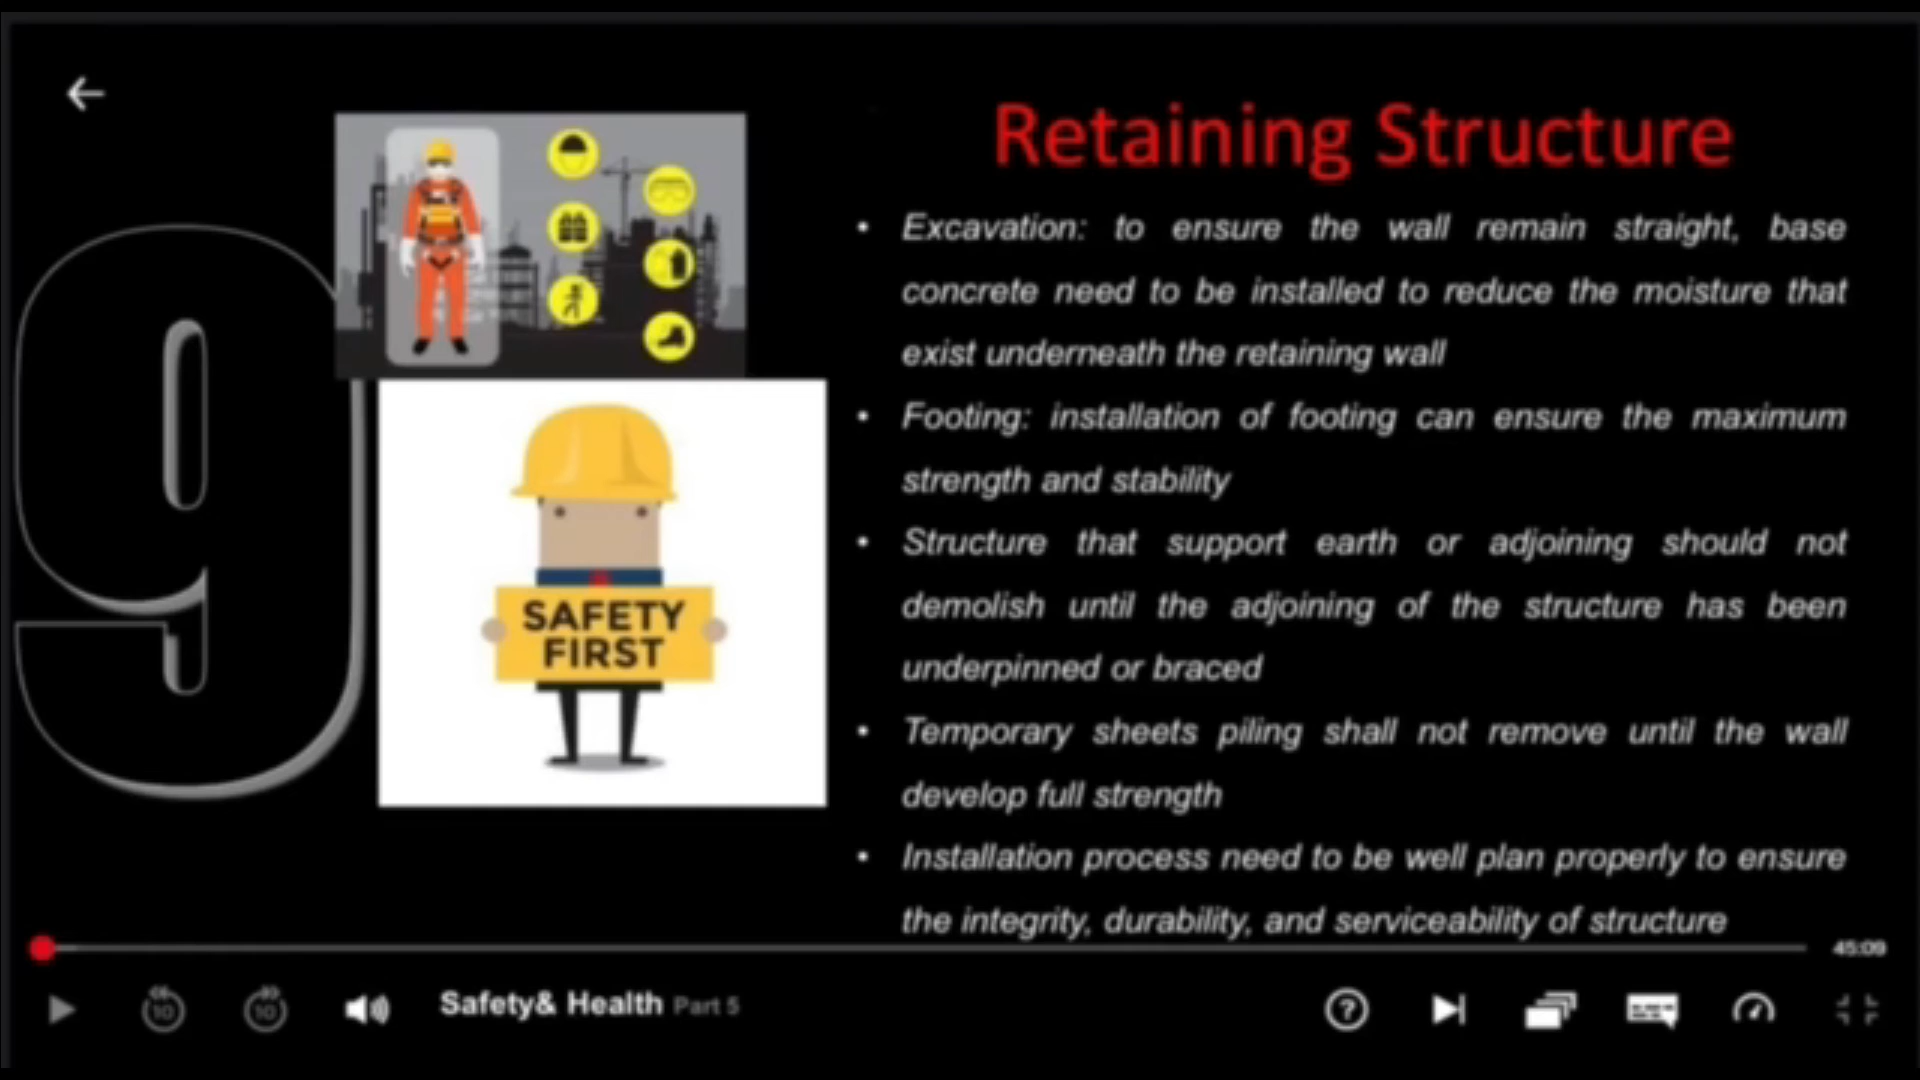 9
Retaining Structure
• Excavation: to ensure the wall remain straight, base
concrete need to be installed to reduce the moisture that
exist underneath the retaining wall
• Footing: installation of footing can ensure the maximum
strength and stability
• Structure that support earth or adjoining should not
demolish until the adjoining of the structure has been
underpinned or braced
• Temporary sheets piling shall not remove until the wall
develop full strength
• Installation process need to be well plan properly to ensure
the integrity, durability, and serviceability of structure
SAFETY
FIRST
45:09
10
10
Safety& Health Part 5
?